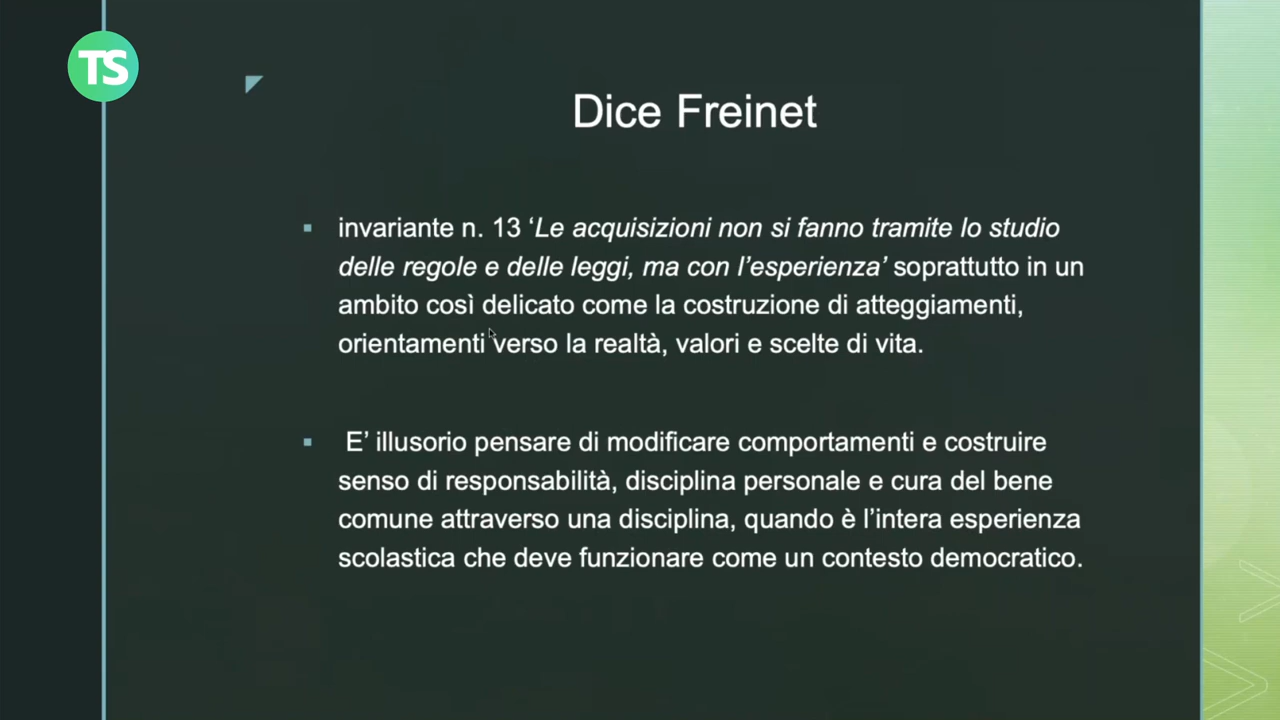 TS
Dice Freinet
invariante n. 13 ‘Le acquisizioni non si fanno tramite lo studio
delle regole e delle leggi, ma con l’esperienza’ soprattutto in un
ambito così delicato come la costruzione di atteggiamenti,
orientamenti verso la realtà, valori e scelte di vita.
E’ illusorio pensare di modificare comportamenti e costruire
senso di responsabilità, disciplina personale e cura del bene
comune attraverso una disciplina, quando è l’intera esperienza
scolastica che deve funzionare come un contesto democratico.